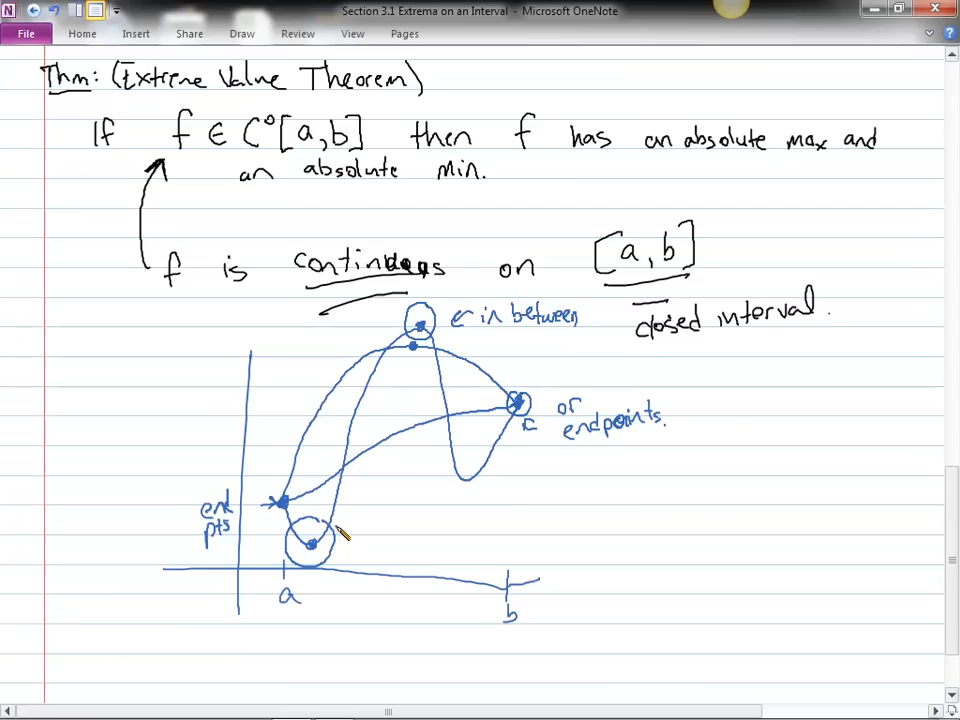 Section 3.1 Extrema on an Interval - Microsoft OneNote
File Home Insert Share Draw Review View Pages
Thm: (Extreme Value Theorem)
If f ∈ C⁰[a,b] then f has an absolute max and
an absolute min.
f is continuous on [a,b]
closed interval.
in between
or
endpoints.
end
pts
a
b